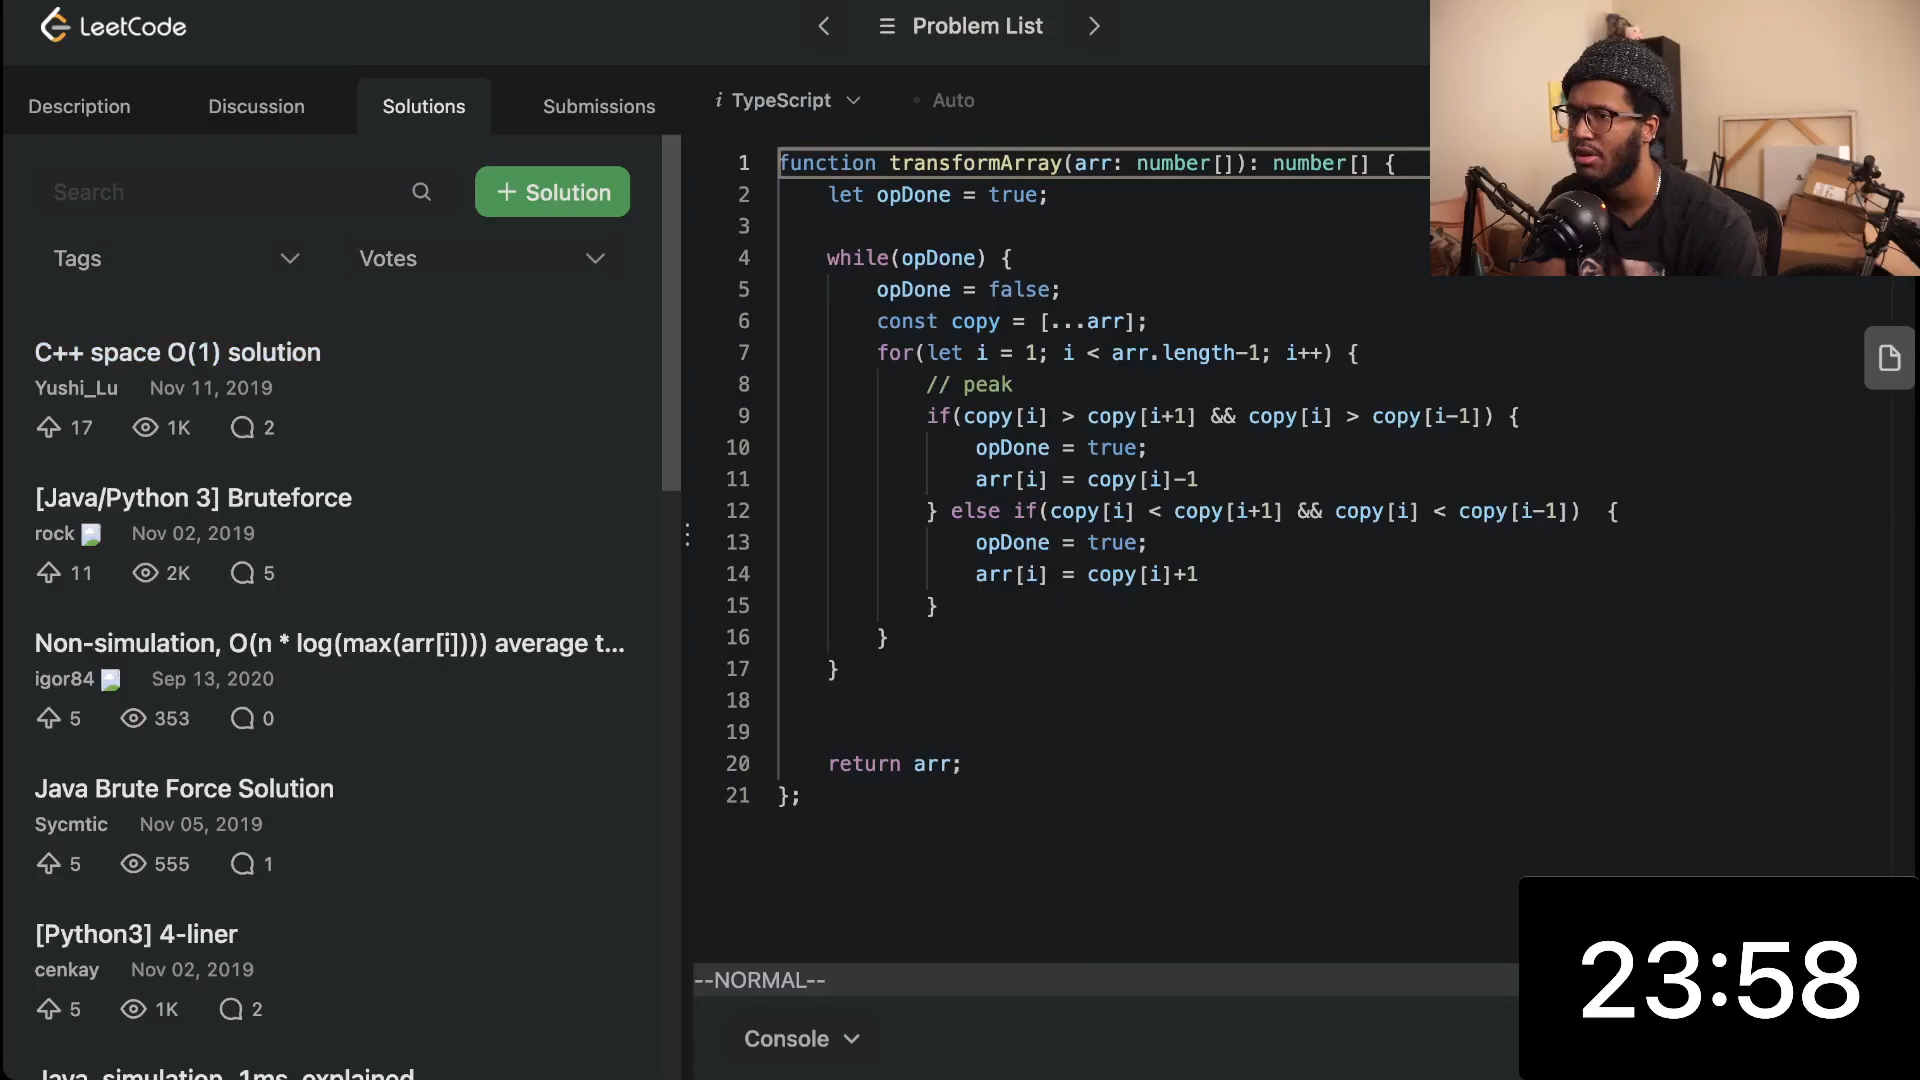 LeetCode
Problem List
Description
Discussion
Solutions
Submissions
i TypeScript
• Auto
Search
+ Solution
Tags
Votes
C++ space O(1) solution
Yushi_Lu Nov 11, 2019
17 1K 2
[Java/Python 3] Bruteforce
rock Nov 02, 2019
11 2K 5
Non-simulation, O(n * log(max(arr[i]))) average t...
igor84 Sep 13, 2020
5 353 0
Java Brute Force Solution
Sycmtic Nov 05, 2019
5 555 1
[Python3] 4-liner
cenkay Nov 02, 2019
5 1K 2
Java, simulation, 1ms, explained
1 function transformArray(arr: number[]): number[] {
2 let opDone = true;
3
4 while(opDone) {
5 opDone = false;
6 const copy = [...arr];
7 for(let i = 1; i < arr.length-1; i++) {
8 // peak
9 if(copy[i] > copy[i+1] && copy[i] > copy[i-1]) {
10 opDone = true;
11 arr[i] = copy[i]-1
12 } else if(copy[i] < copy[i+1] && copy[i] < copy[i-1]) {
13 opDone = true;
14 arr[i] = copy[i]+1
15 }
16 }
17 }
18
19
20 return arr;
21 };
--NORMAL--
Console
23:58